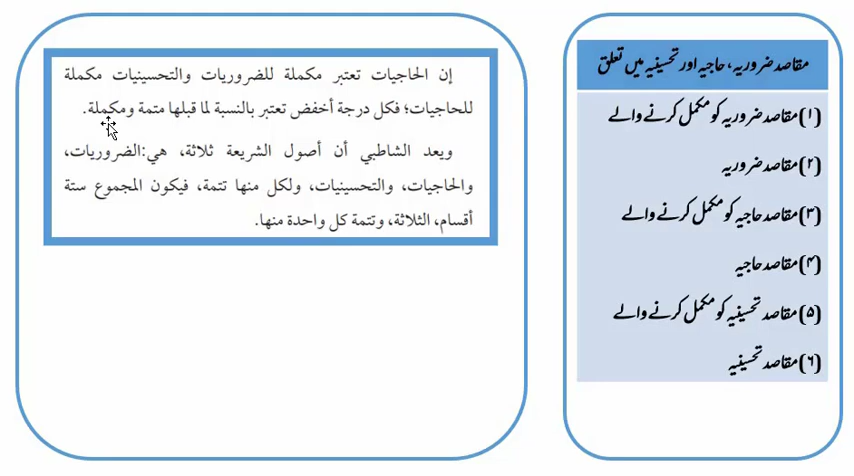 مقاصد ضروریہ، حاجیہ اور تحسینیہ میں تعلق
(۱) مقاصد ضروریہ کو مکمل کرنے والے
(۲) مقاصد ضروریہ
(۳) مقاصد حاجیہ کو مکمل کرنے والے
(۴) مقاصد حاجیہ
(۵) مقاصد تحسینیہ کو مکمل کرنے والے
(۶) مقاصد تحسینیہ
إن الحاجيات تعتبر مكملة للضروريات والتحسينيات مكملة
للحاجيات؛ فكل درجة أخفض تعتبر بالنسبة لما قبلها متمة ومكملة.
ويعد الشاطبي أن أصول الشريعة ثلاثة، هي:الضروريات،
والحاجيات، والتحسينيات، ولكل منها تتمة، فيكون المجموع ستة
أقسام، الثلاثة، وتتمة كل واحدة منها.